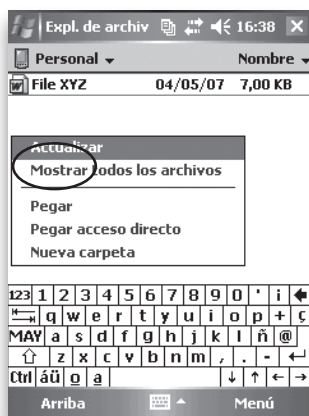 Expl. de archiv 16:38
Personal Nombre
File XYZ 04/05/07 7,00 KB
Actualizar
Mostrar todos los archivos
Pegar
Pegar acceso directo
Nueva carpeta
123 1 2 3 4 5 6 7 8 9 0 ' ¡
q w e r t y u i o p + ç
MAY a s d f g h j k l ñ @
z x c v b n m , . -
Ctrl áü º ª
Arriba Menú